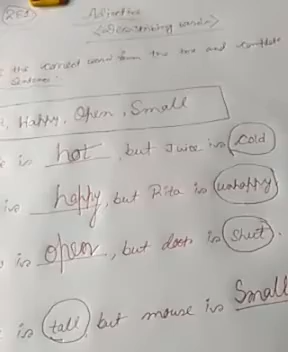 Adjective
(Describing words)
the correct word from the box and complete
Happy, Open, Small
is hot, but Juice is cold
is happy, but Rita is unhappy
is open, but door is Shut.
is tall, but mouse is Small